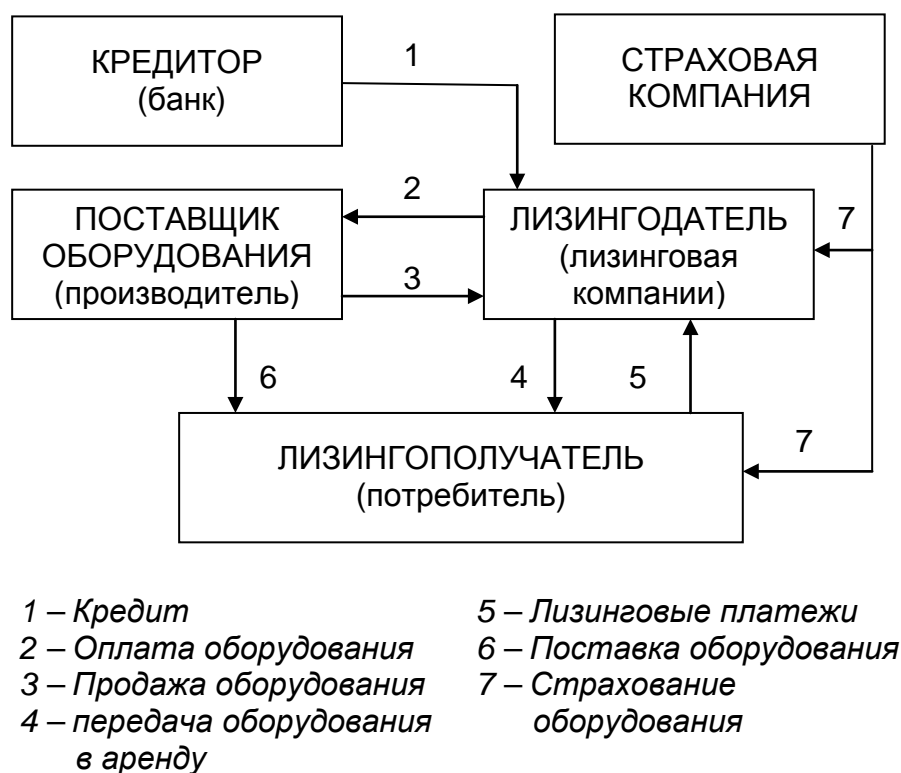 КРЕДИТОР
(банк)
1
СТРАХОВАЯ
КОМПАНИЯ
ПОСТАВЩИК
ОБОРУДОВАНИЯ
(производитель)
2
3
ЛИЗИНГОДАТЕЛЬ
(лизинговая
компании)
7
6
4
5
ЛИЗИНГОПОЛУЧАТЕЛЬ
(потребитель)
7
1 – Кредит
2 – Оплата оборудования
3 – Продажа оборудования
4 – передача оборудования
в аренду
5 – Лизинговые платежи
6 – Поставка оборудования
7 – Страхование
оборудования